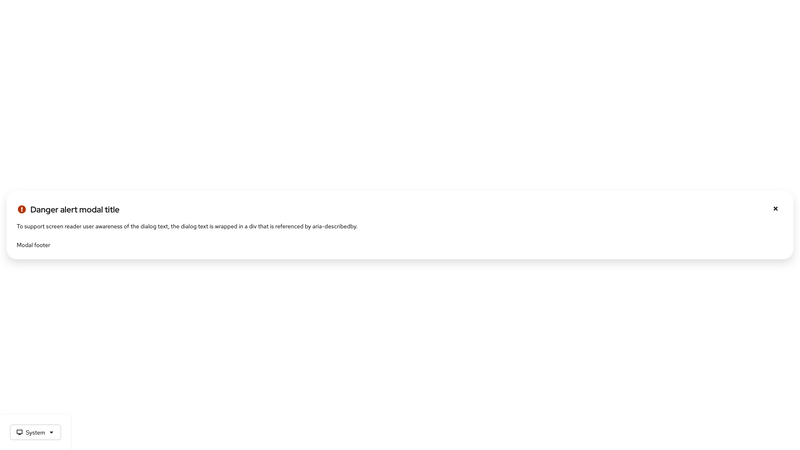 Danger alert modal title
To support screen reader user awareness of the dialog text, the dialog text is wrapped in a div that is referenced by aria-describedby.
Modal footer
System